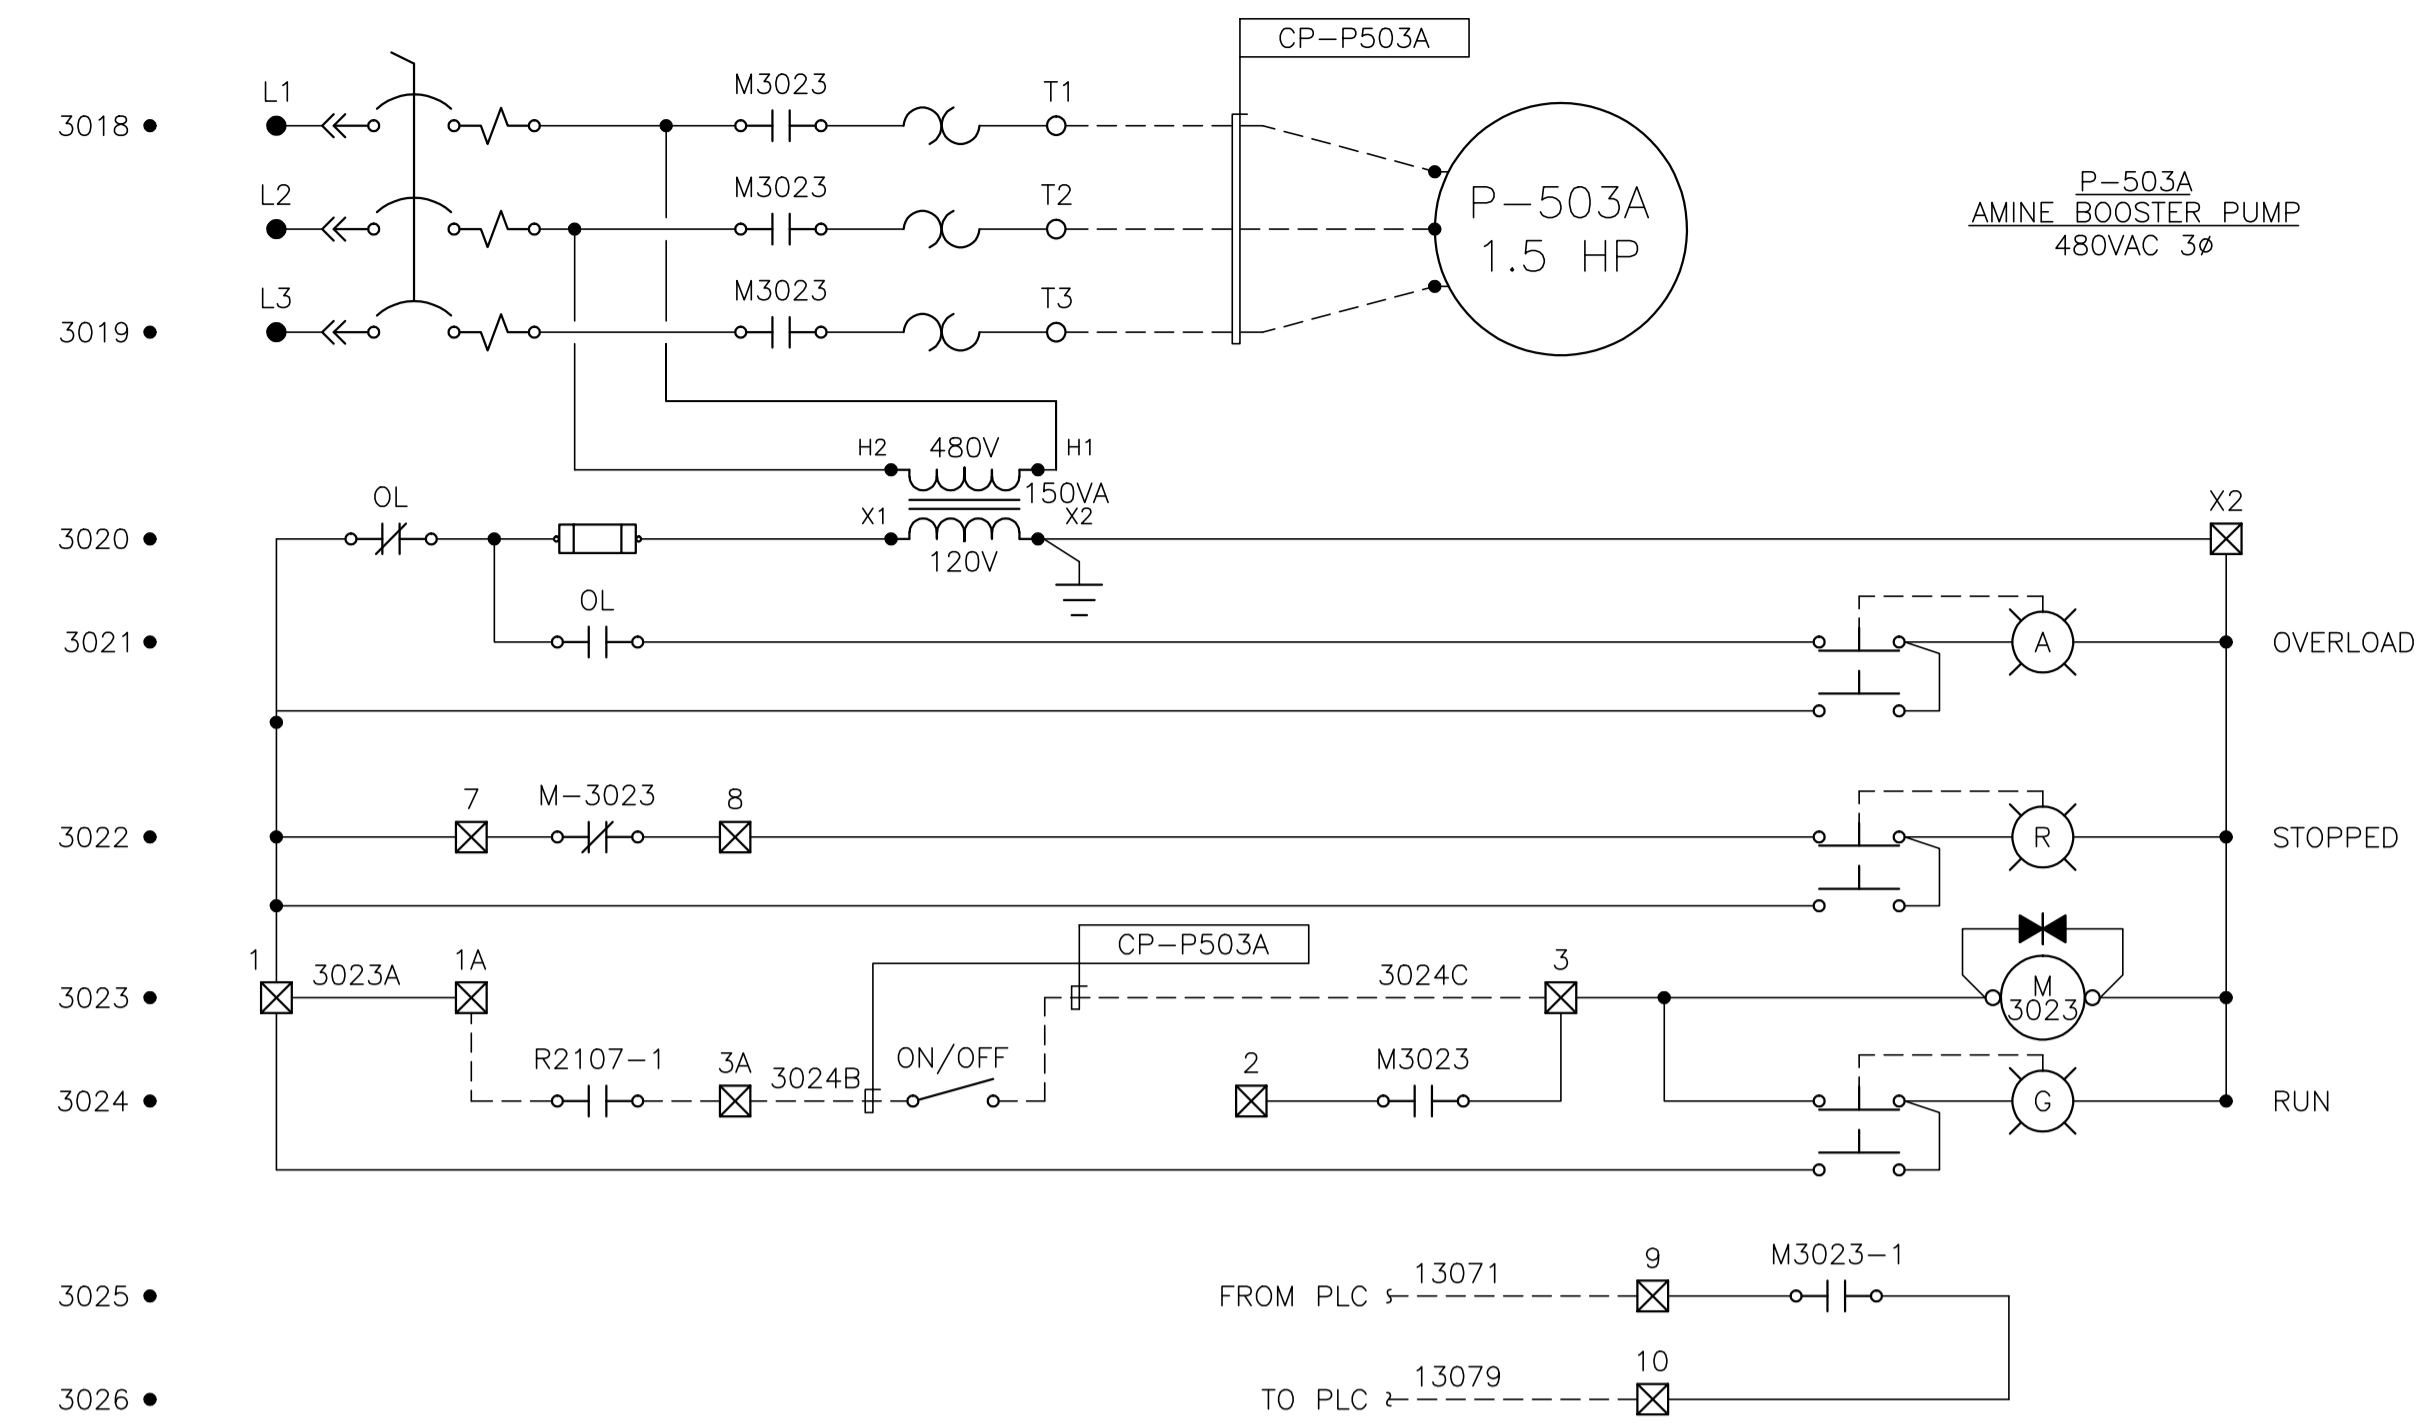 CP-P503A
3018
L1
M3023
T1
L2
M3023
T2
P-503A
1.5 HP
P-503A
AMINE BOOSTER PUMP
480VAC 3ø
3019
L3
M3023
T3
H2
480V
H1
150VA
OL
X1
X2
X2
3020
120V
OL
3021
A
OVERLOAD
7
M-3023
8
3022
R
STOPPED
CP-P503A
1
3023A
1A
3024C
3
3023
M
3023
R2107-1
3A
3024B
ON/OFF
2
M3023
3024
G
RUN
9
M3023-1
3025
FROM PLC
13071
10
3026
TO PLC
13079